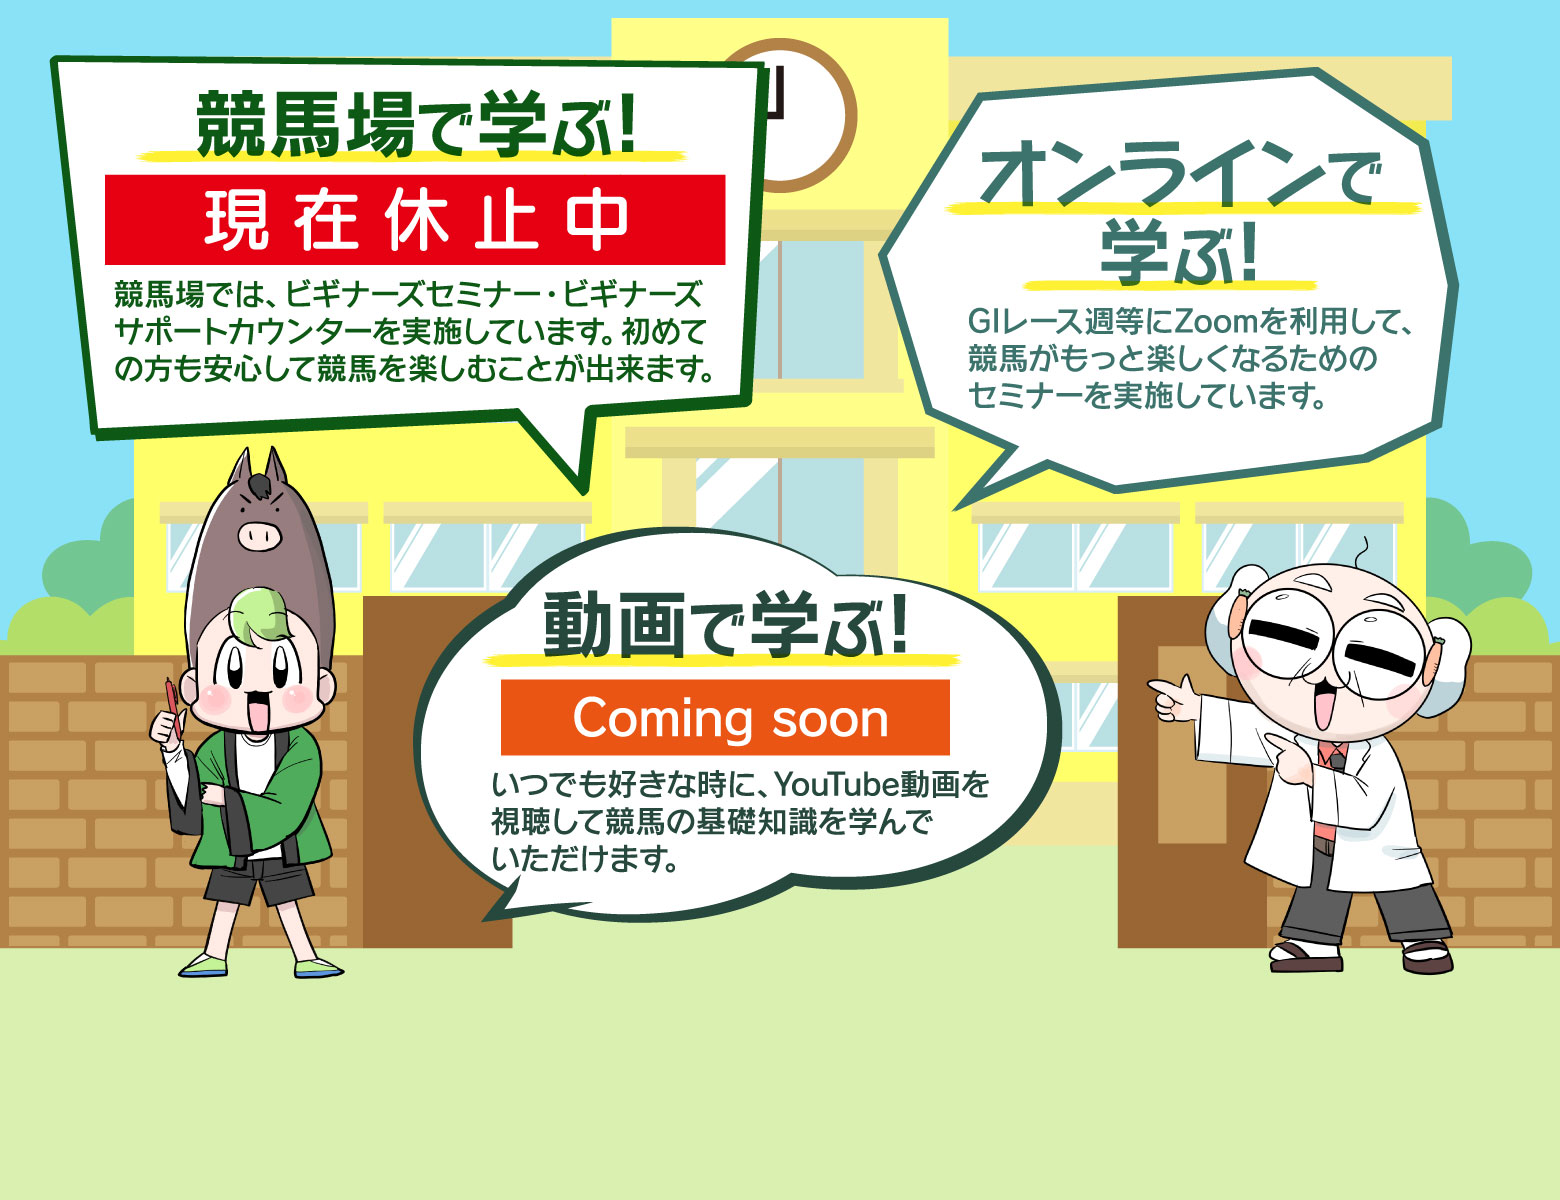 競馬場で学ぶ!
現在休止中
競馬場では、ビギナーズセミナー・ビギナーズ
サポートカウンターを実施しています。初めて
の方も安心して競馬を楽しむことが出来ます。
オンラインで
学ぶ!
GIレース週等にZoomを利用して、
競馬がもっと楽しくなるための
セミナーを実施しています。
動画で学ぶ!
Coming soon
いつでも好きな時に、YouTube動画を
視聴して競馬の基礎知識を学んで
いただけます。